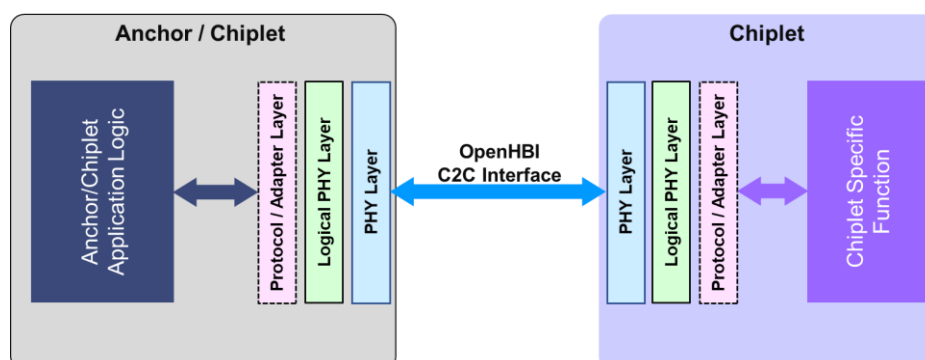 Anchor / Chiplet
Anchor/Chiplet
Application Logic
Protocol / Adapter Layer
Logical PHY Layer
PHY Layer
OpenHBI
C2C Interface
Chiplet
PHY Layer
Logical PHY Layer
Protocol / Adapter Layer
Chiplet Specific
Function